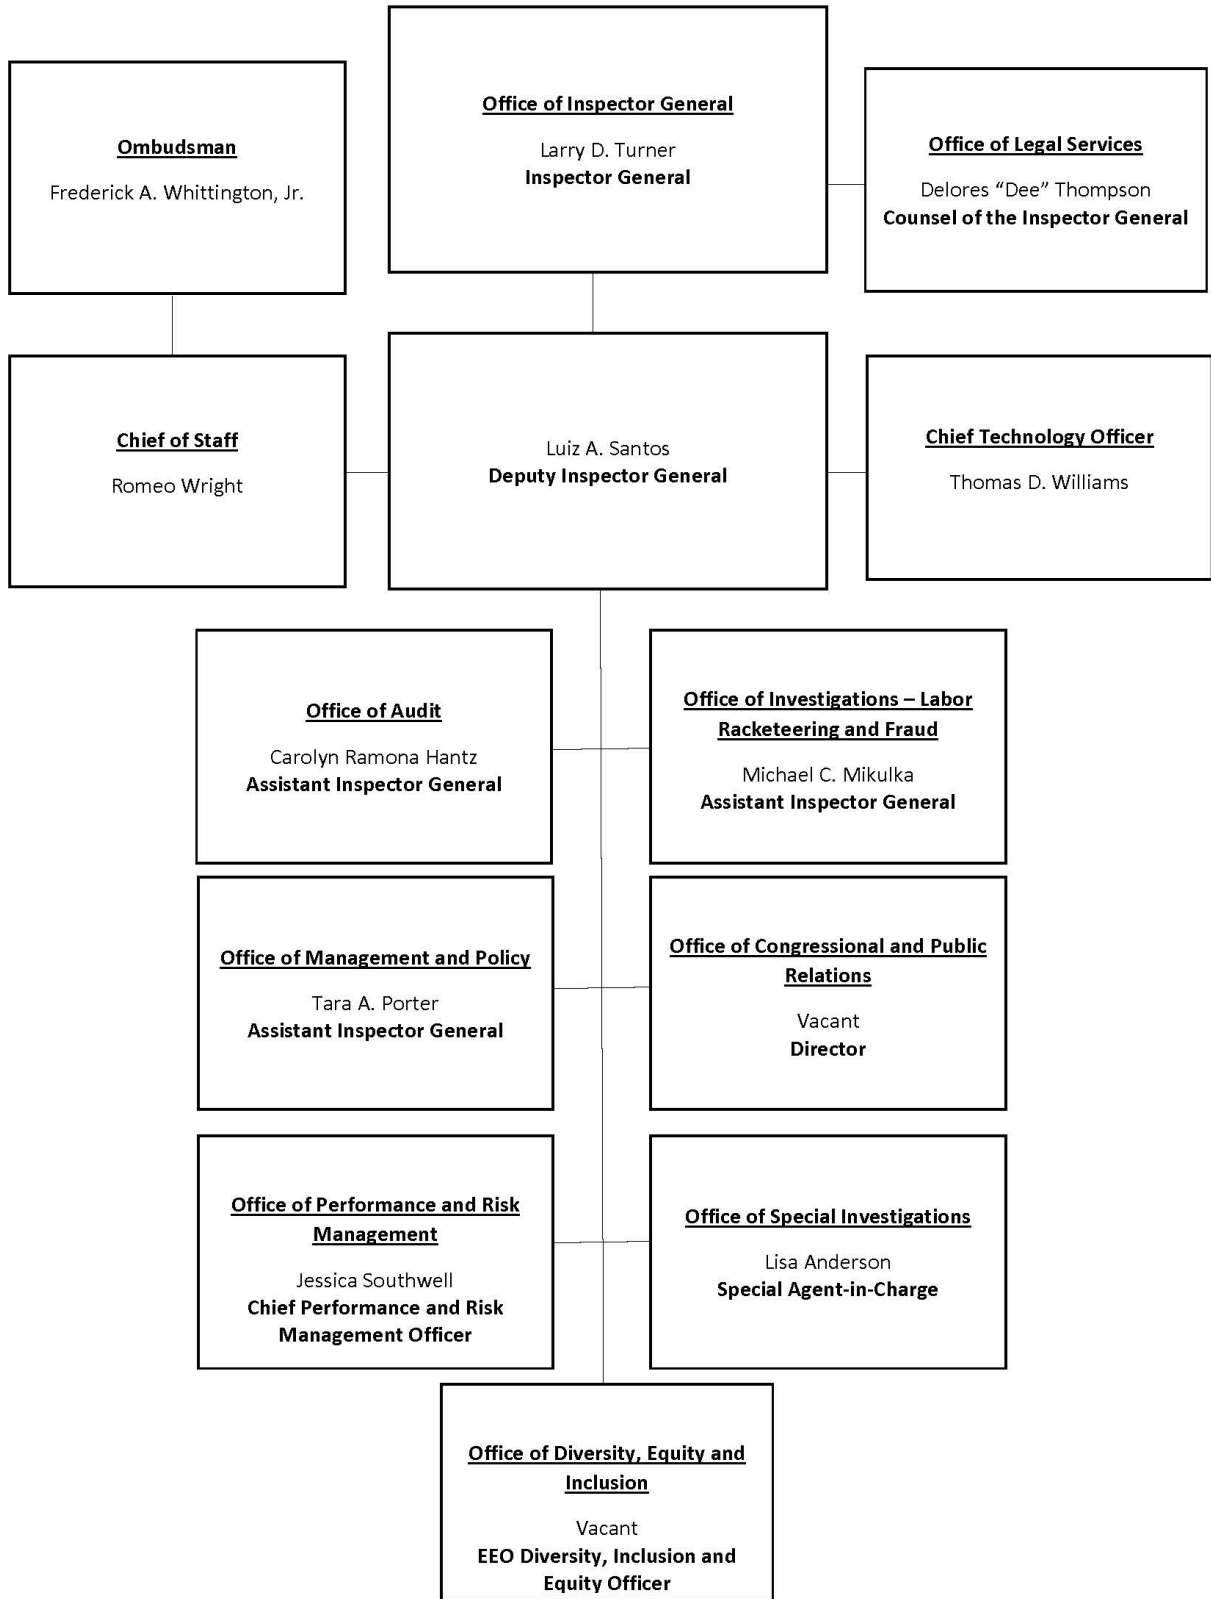 Office of Inspector General
Larry D. Turner
Inspector General
Ombudsman
Frederick A. Whittington, Jr.
Office of Legal Services
Delores “Dee” Thompson
Counsel of the Inspector General
Chief of Staff
Romeo Wright
Luiz A. Santos
Deputy Inspector General
Chief Technology Officer
Thomas D. Williams
Office of Audit
Carolyn Ramona Hantz
Assistant Inspector General
Office of Investigations – Labor
Racketeering and Fraud
Michael C. Mikulka
Assistant Inspector General
Office of Management and Policy
Tara A. Porter
Assistant Inspector General
Office of Congressional and Public
Relations
Vacant
Director
Office of Performance and Risk
Management
Jessica Southwell
Chief Performance and Risk
Management Officer
Office of Special Investigations
Lisa Anderson
Special Agent-in-Charge
Office of Diversity, Equity and
Inclusion
Vacant
EEO Diversity, Inclusion and
Equity Officer